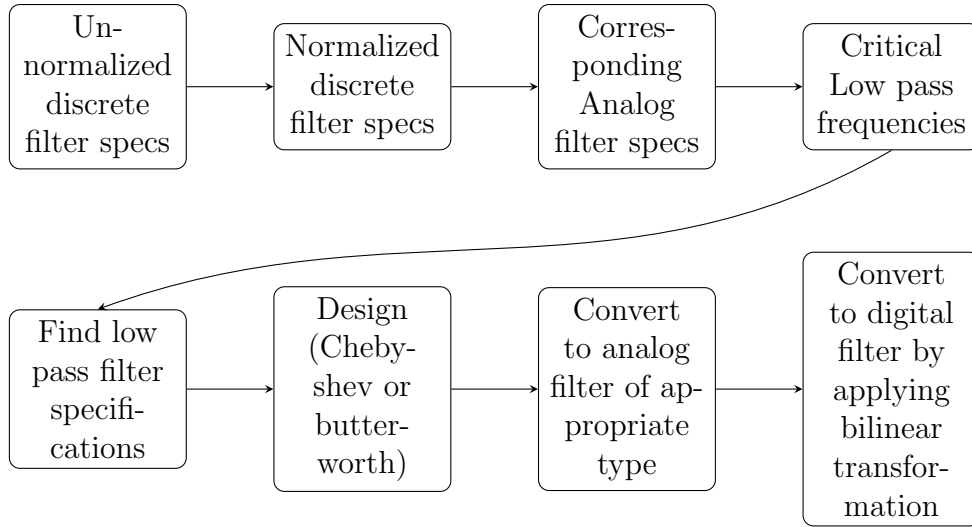 Un-
normalized
discrete
filter specs
Normalized
discrete
filter specs
Corres-
ponding
Analog
filter specs
Critical
Low pass
frequencies
Find low
pass filter
specifi-
cations
Design
(Cheby-
shev or
butter-
worth)
Convert
to analog
filter of ap-
propriate
type
Convert
to digital
filter by
applying
bilinear
transfor-
mation